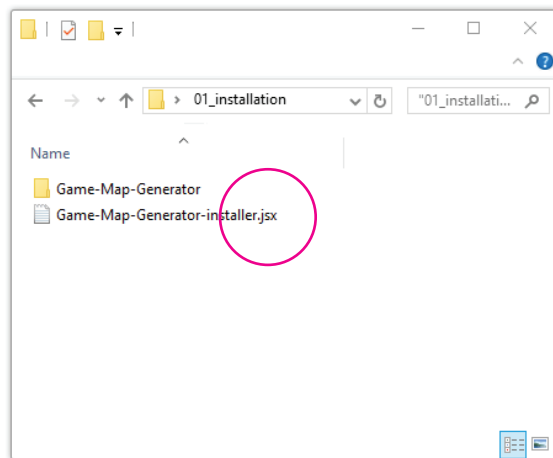 01_installation
"01_installati...
Name
Game-Map-Generator
Game-Map-Generator-installer.jsx